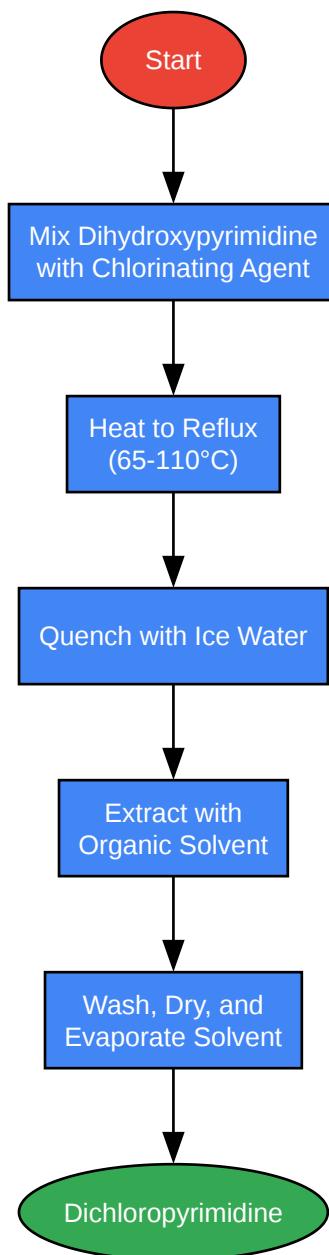 Start
Mix Dihydroxypyrimidine
with Chlorinating Agent
Heat to Reflux
(65-110°C)
Quench with Ice Water
Extract with
Organic Solvent
Wash, Dry, and
Evaporate Solvent
Dichloropyrimidine